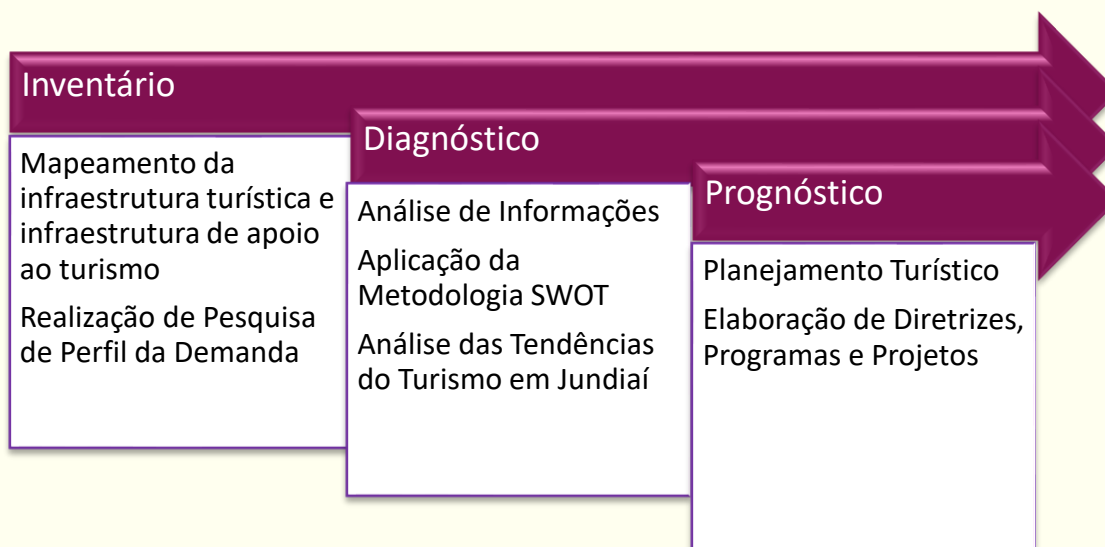 Inventário
Mapeamento da
infraestrutura turística e
infraestrutura de apoio
ao turismo
Realização de Pesquisa
de Perfil da Demanda
Diagnóstico
Análise de Informações
Aplicação da
Metodologia SWOT
Análise das Tendências
do Turismo em Jundiaí
Prognóstico
Planejamento Turístico
Elaboração de Diretrizes,
Programas e Projetos